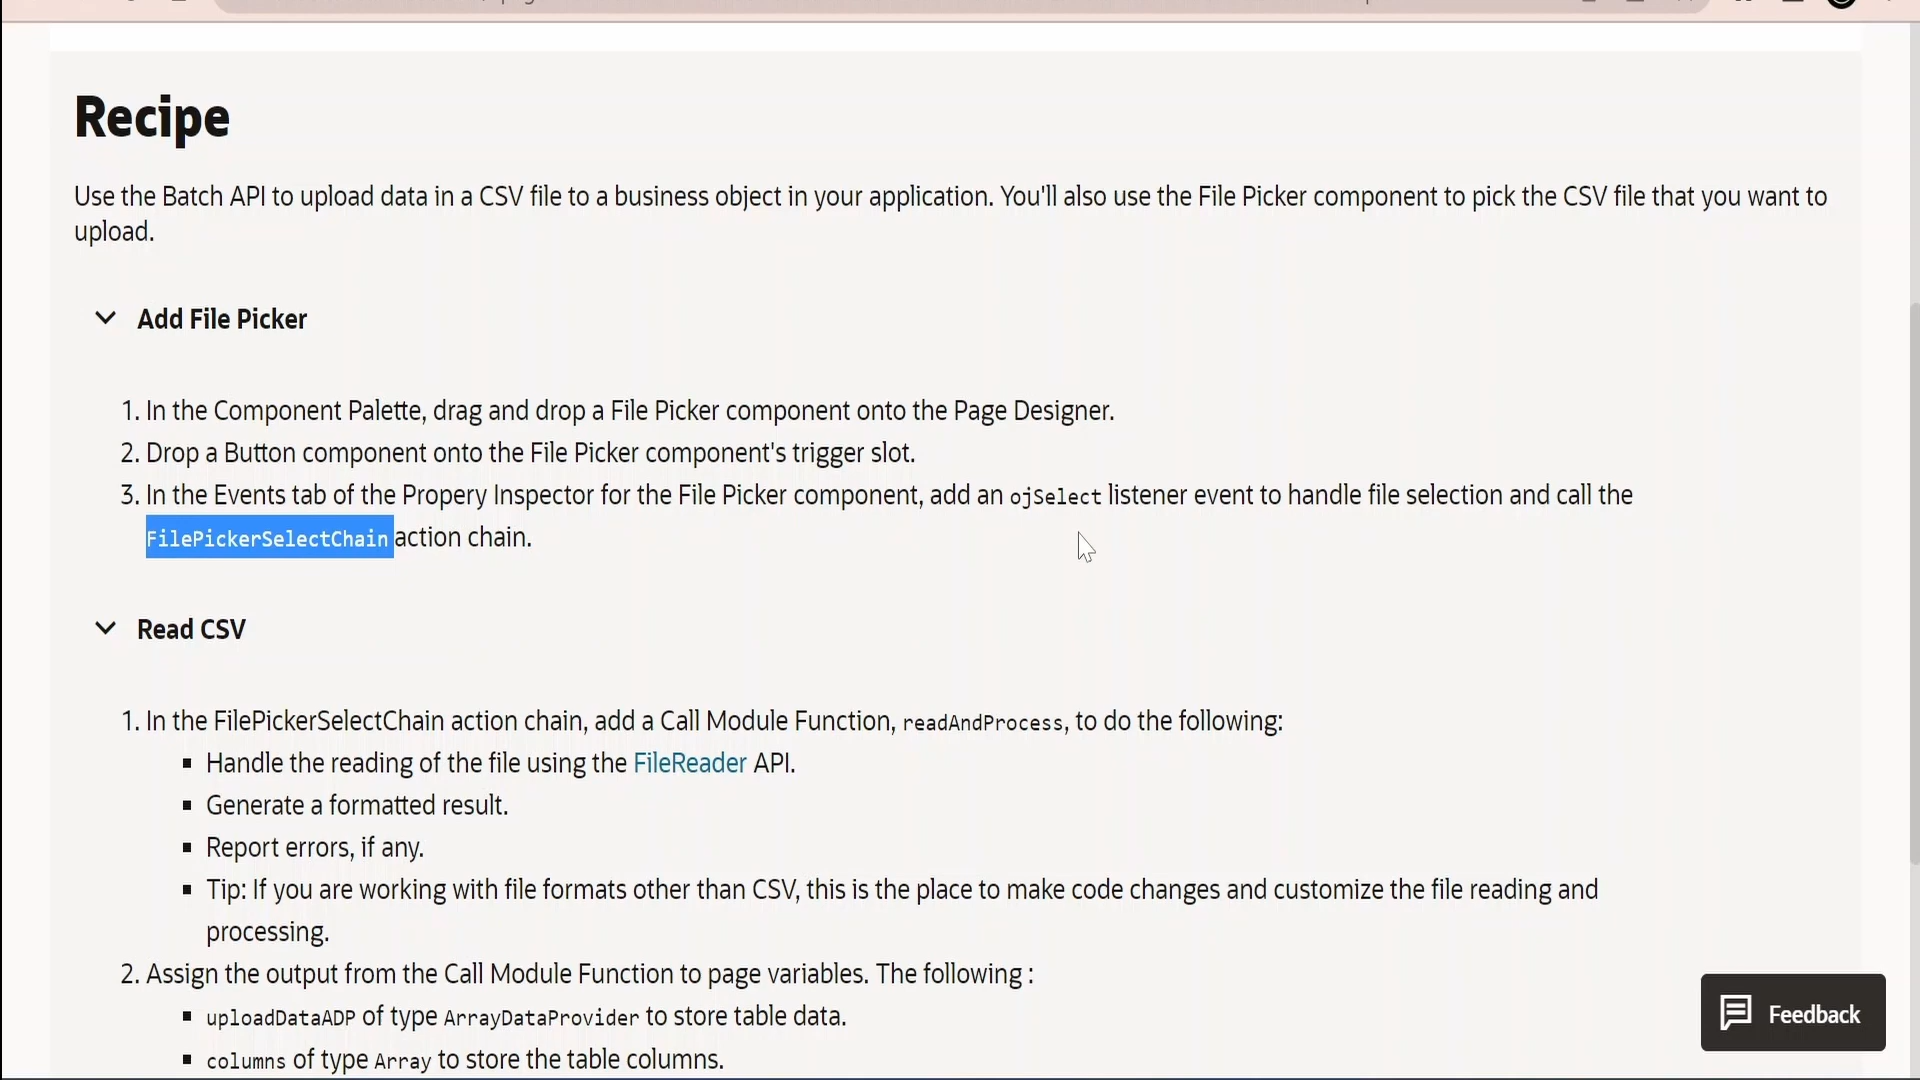 Recipe
Use the Batch API to upload data in a CSV file to a business object in your application. You'll also use the File Picker component to pick the CSV file that you want to
upload.
Add File Picker
1. In the Component Palette, drag and drop a File Picker component onto the Page Designer.
2. Drop a Button component onto the File Picker component's trigger slot.
3. In the Events tab of the Propery Inspector for the File Picker component, add an ojSelect listener event to handle file selection and call the
FilePickerSelectChain action chain.
Read CSV
1. In the FilePickerSelectChain action chain, add a Call Module Function, readAndProcess, to do the following:
▪ Handle the reading of the file using the FileReader API.
▪ Generate a formatted result.
▪ Report errors, if any.
▪ Tip: If you are working with file formats other than CSV, this is the place to make code changes and customize the file reading and
processing.
2. Assign the output from the Call Module Function to page variables. The following :
▪ uploadDataADP of type ArrayDataProvider to store table data.
▪ columns of type Array to store the table columns.
Feedback